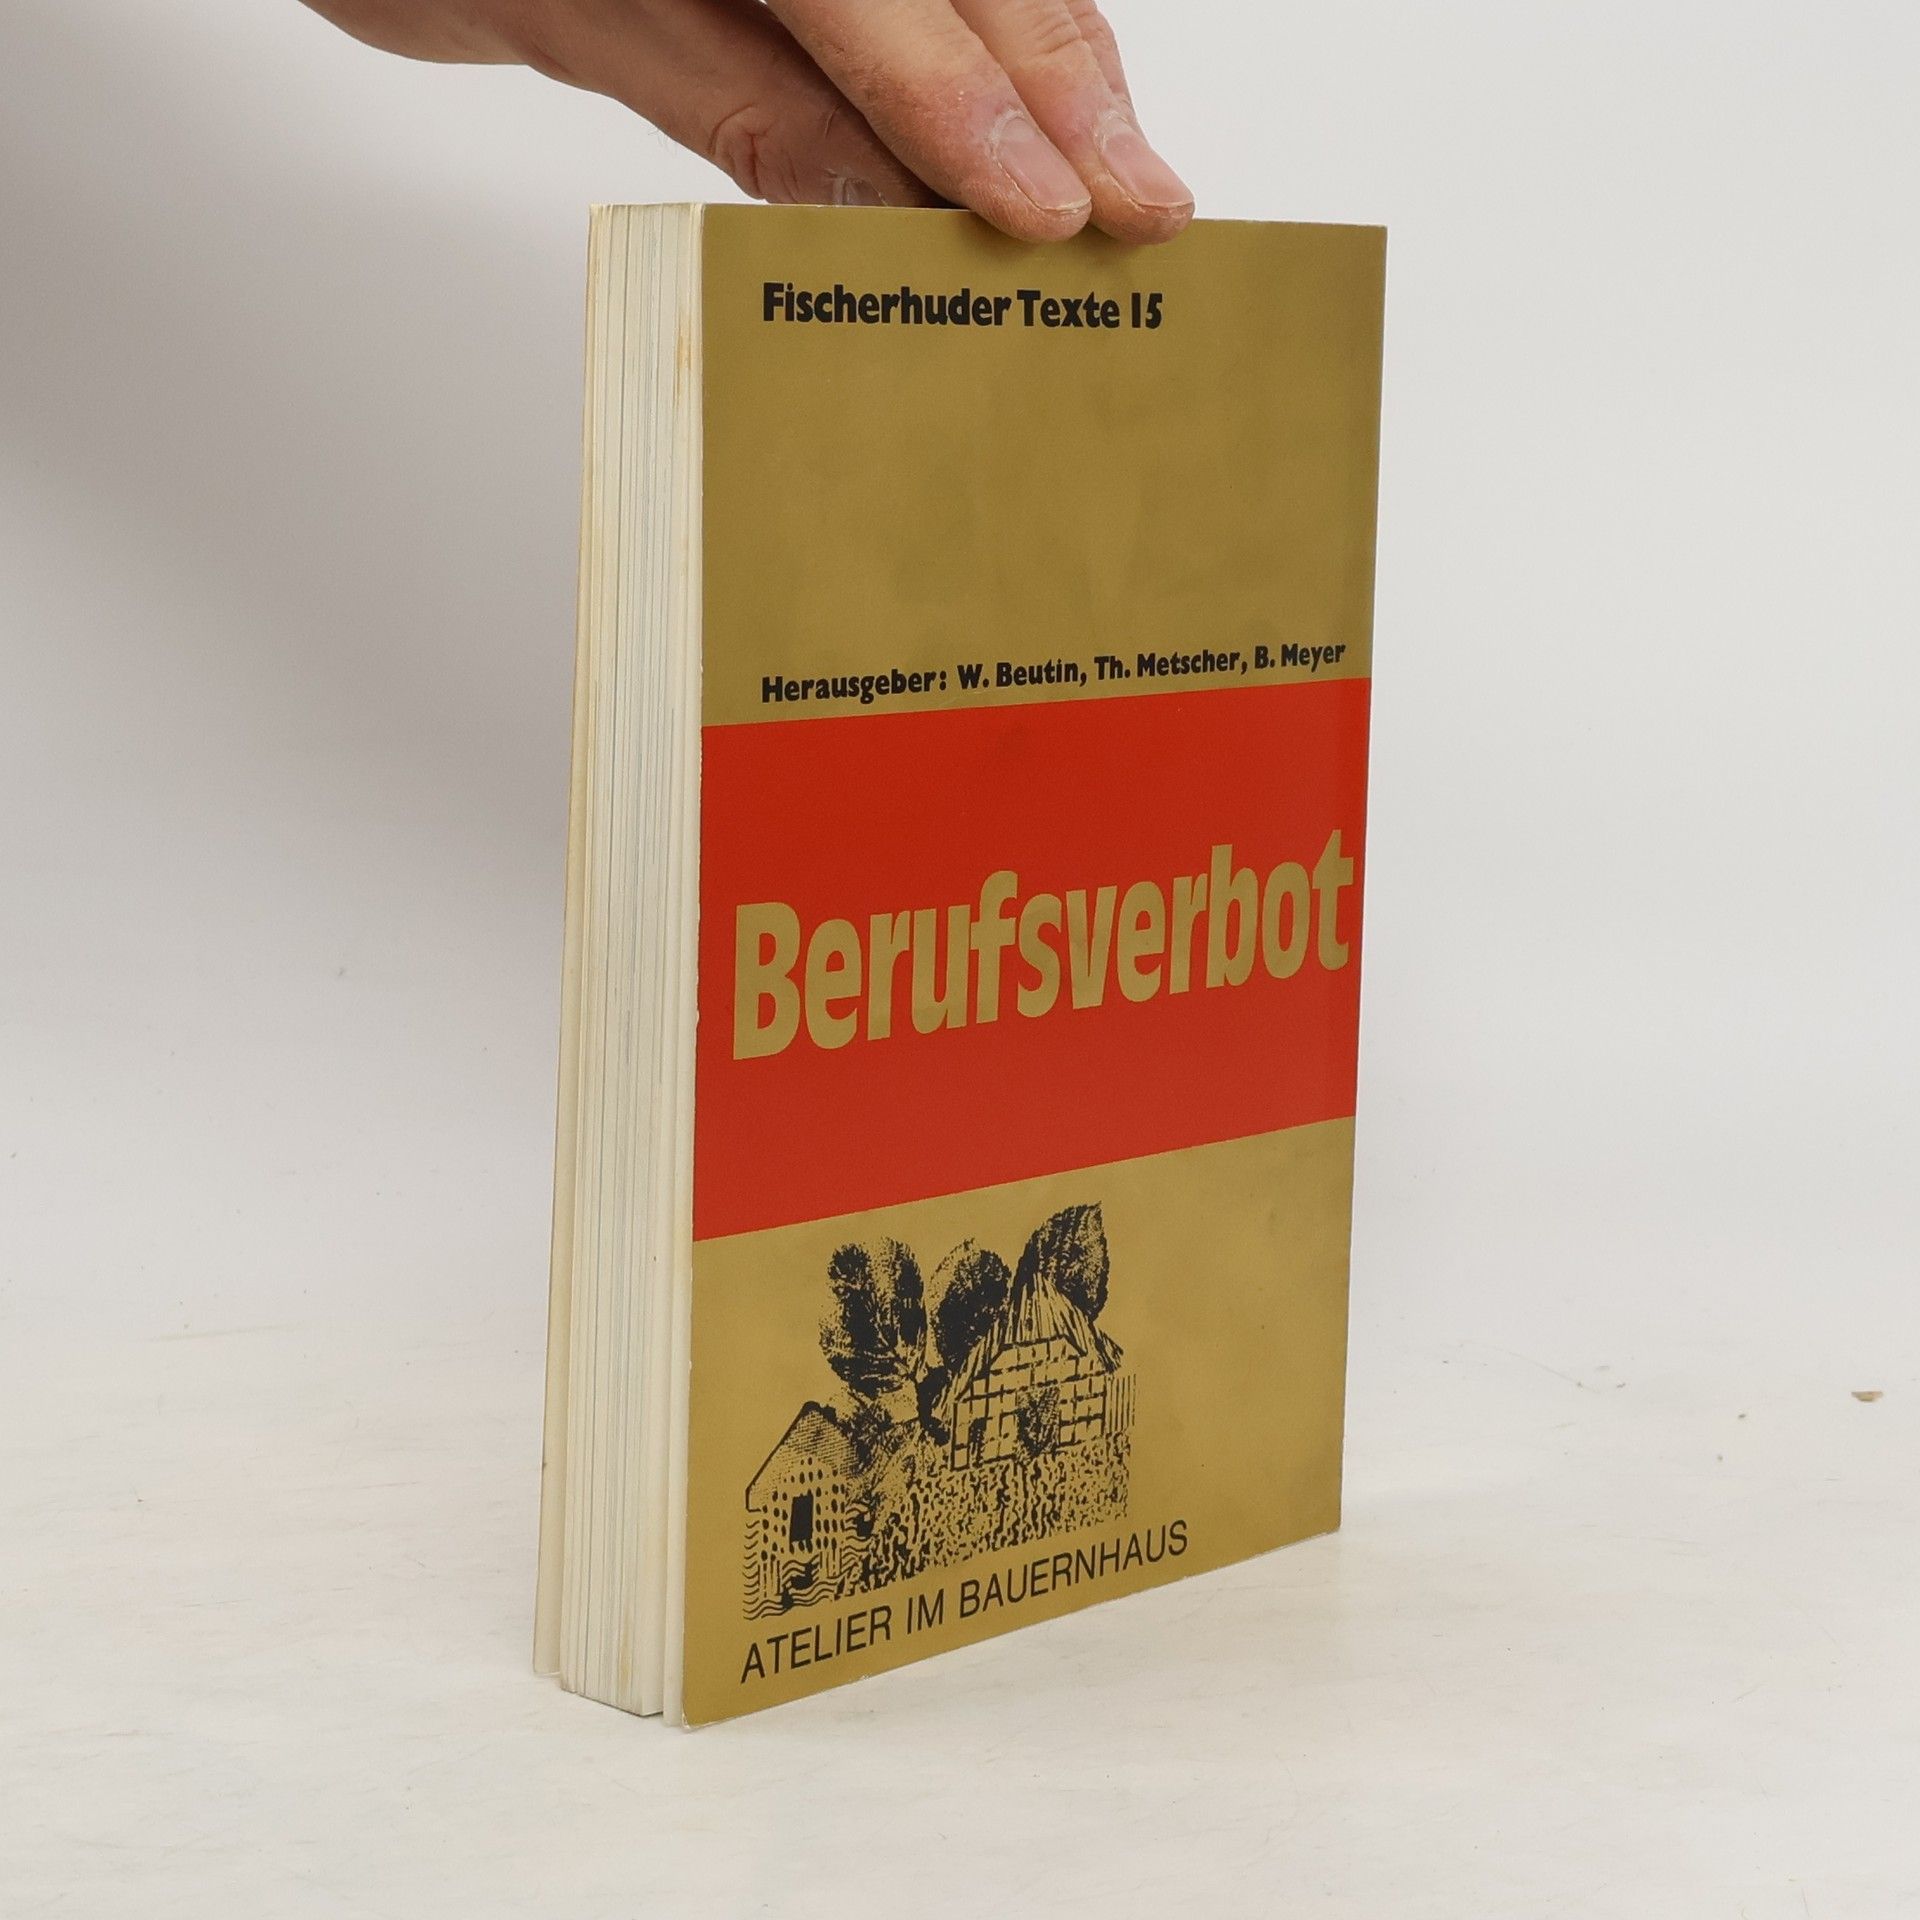 Fischerhuder Texte 15
Herausgeber: W. Beutin, Th. Metscher, B. Meyer
Berufsverbot
ATELIER IM BAUERNHAUS